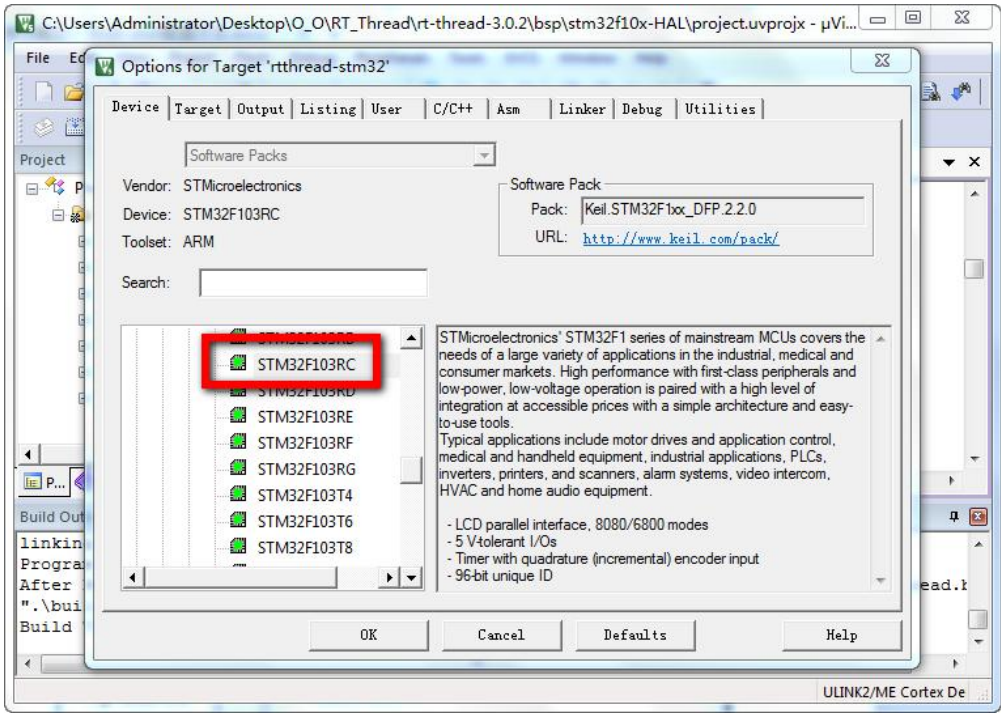 C:\Users\Administrator\Desktop\O_O\RT_Thread\rt-thread-3.0.2\bsp\stm32f10x-HAL\project.uvprojx - µVi...
File Ed
Options for Target 'rtthread-stm32'
Device Target Output Listing User C/C++ Asm Linker Debug Utilities
Project
Software Packs
Vendor: STMicroelectronics
Device: STM32F103RC
Toolset: ARM
Search:
Software Pack
Pack: Keil.STM32F1xx_DFP.2.2.0
URL: http://www.keil.com/pack/
STM32F103RB
STM32F103RC
STM32F103RD
STM32F103RE
STM32F103RF
STM32F103RG
STM32F103T4
STM32F103T6
STM32F103T8
STMicroelectronics' STM32F1 series of mainstream MCUs covers the
needs of a large variety of applications in the industrial, medical and
consumer markets. High performance with first-class peripherals and
low-power, low-voltage operation is paired with a high level of
integration at accessible prices with a simple architecture and easy-
to-use tools.
Typical applications include motor drives and application control,
medical and handheld equipment, industrial applications, PLCs,
inverters, printers, and scanners, alarm systems, video intercom,
HVAC and home audio equipment.
- LCD parallel interface, 8080/6800 modes
- 5 V-tolerant I/Os
- Timer with quadrature (incremental) encoder input
- 96-bit unique ID
OK Cancel Defaults Help
P...
Build Out
linkin
Progra
After
ead.h
".\bui
Build
ULINK2/ME Cortex De